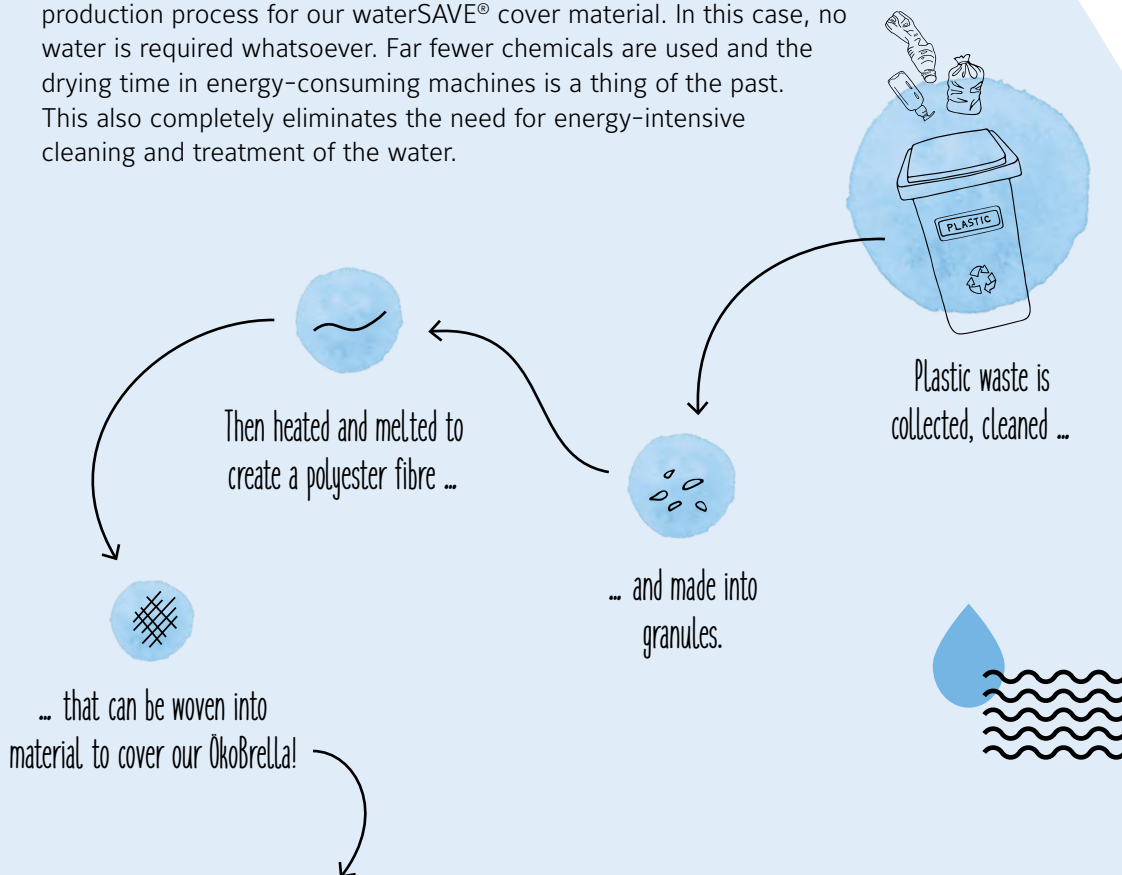 production process for our waterSAVE® cover material. In this case, no
water is required whatsoever. Far fewer chemicals are used and the
drying time in energy-consuming machines is a thing of the past.
This also completely eliminates the need for energy-intensive
cleaning and treatment of the water.
PLASTIC
Plastic waste is
collected, cleaned ...
... and made into
granules.
Then heated and melted to
create a polyester fibre ...
... that can be woven into
material to cover our ÖkoBrella!